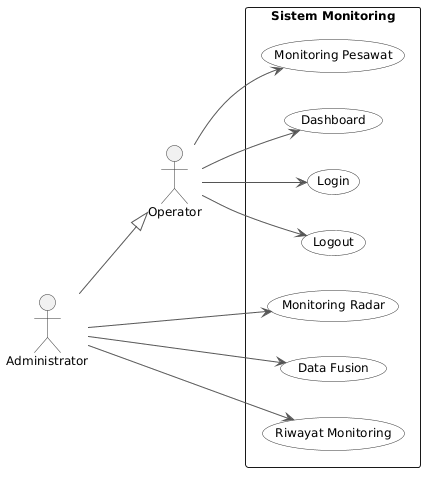 Sistem Monitoring
Monitoring Pesawat
Dashboard
Operator
Login
Logout
Administrator
Monitoring Radar
Data Fusion
Riwayat Monitoring